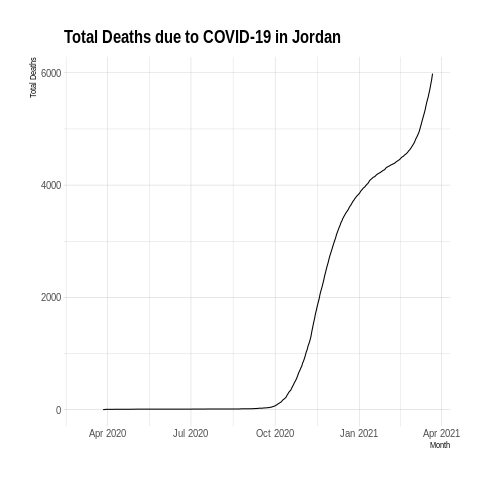 Total Deaths due to COVID-19 in Jordan
Total Deaths
6000
4000
2000
0
Apr 2020 Jul 2020 Oct 2020 Jan 2021 Apr 2021
Month